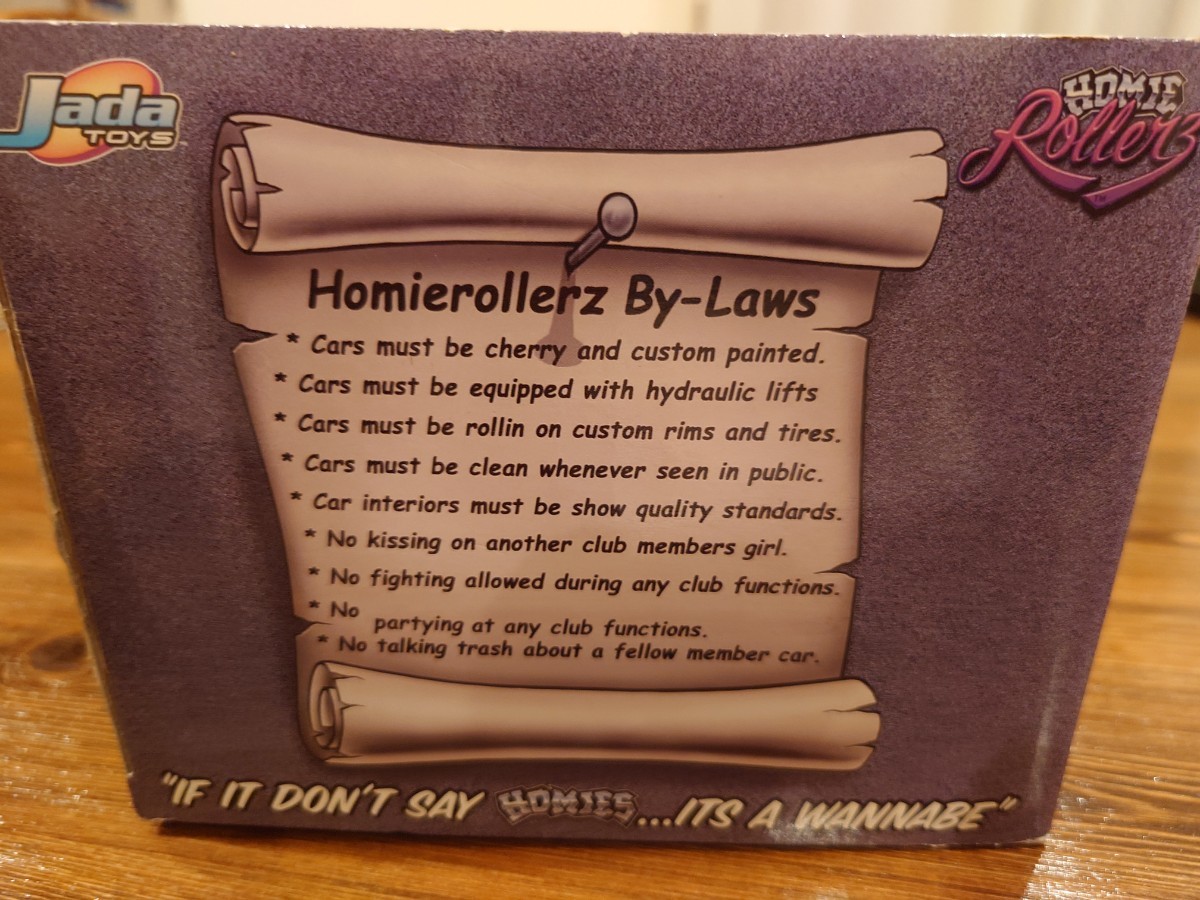 Jada
TOYS
HOMIE
Rollerz
Homierollerz By-Laws
* Cars must be cherry and custom painted.
* Cars must be equipped with hydraulic lifts
* Cars must be rollin on custom rims and tires.
* Cars must be clean whenever seen in public.
* Car interiors must be show quality standards.
* No kissing on another club members girl.
* No fighting allowed during any club functions.
* No
partying at any club functions.
* No talking trash about a fellow member car.
"IF IT DON'T SAY HOMIES...ITS A WANNABE"